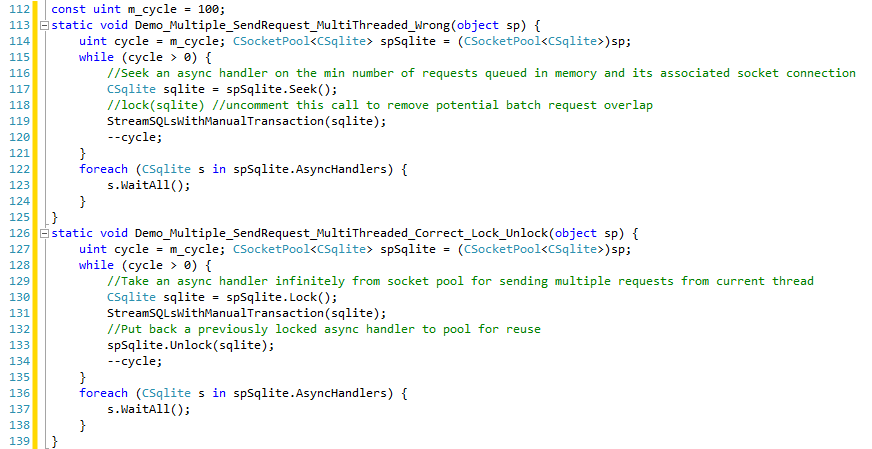 112 const uint m_cycle = 100;
113 static void Demo_Multiple_SendRequest_MultiThreaded_Wrong(object sp) {
114     uint cycle = m_cycle; CSocketPool<CSqlite> spSqlite = (CSocketPool<CSqlite>)sp;
115     while (cycle > 0) {
116         //Seek an async handler on the min number of requests queued in memory and its associated socket connection
117         CSqlite sqlite = spSqlite.Seek();
118         //lock(sqlite) //uncomment this call to remove potential batch request overlap
119         StreamSQLsWithManualTransaction(sqlite);
120         --cycle;
121     }
122     foreach (CSqlite s in spSqlite.AsyncHandlers) {
123         s.WaitAll();
124     }
125 }
126 static void Demo_Multiple_SendRequest_MultiThreaded_Correct_Lock_Unlock(object sp) {
127     uint cycle = m_cycle; CSocketPool<CSqlite> spSqlite = (CSocketPool<CSqlite>)sp;
128     while (cycle > 0) {
129         //Take an async handler infinitely from socket pool for sending multiple requests from current thread
130         CSqlite sqlite = spSqlite.Lock();
131         StreamSQLsWithManualTransaction(sqlite);
132         //Put back a previously locked async handler to pool for reuse
133         spSqlite.Unlock(sqlite);
134         --cycle;
135     }
136     foreach (CSqlite s in spSqlite.AsyncHandlers) {
137         s.WaitAll();
138     }
139 }